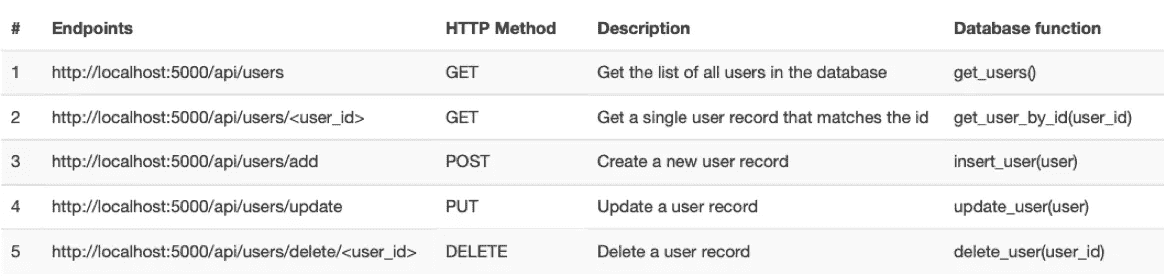 # Endpoints HTTP Method Description Database function
1 http://localhost:5000/api/users GET Get the list of all users in the database get_users()
2 http://localhost:5000/api/users/<user_id> GET Get a single user record that matches the id get_user_by_id(user_id)
3 http://localhost:5000/api/users/add POST Create a new user record insert_user(user)
4 http://localhost:5000/api/users/update PUT Update a user record update_user(user)
5 http://localhost:5000/api/users/delete/<user_id> DELETE Delete a user record delete_user(user_id)